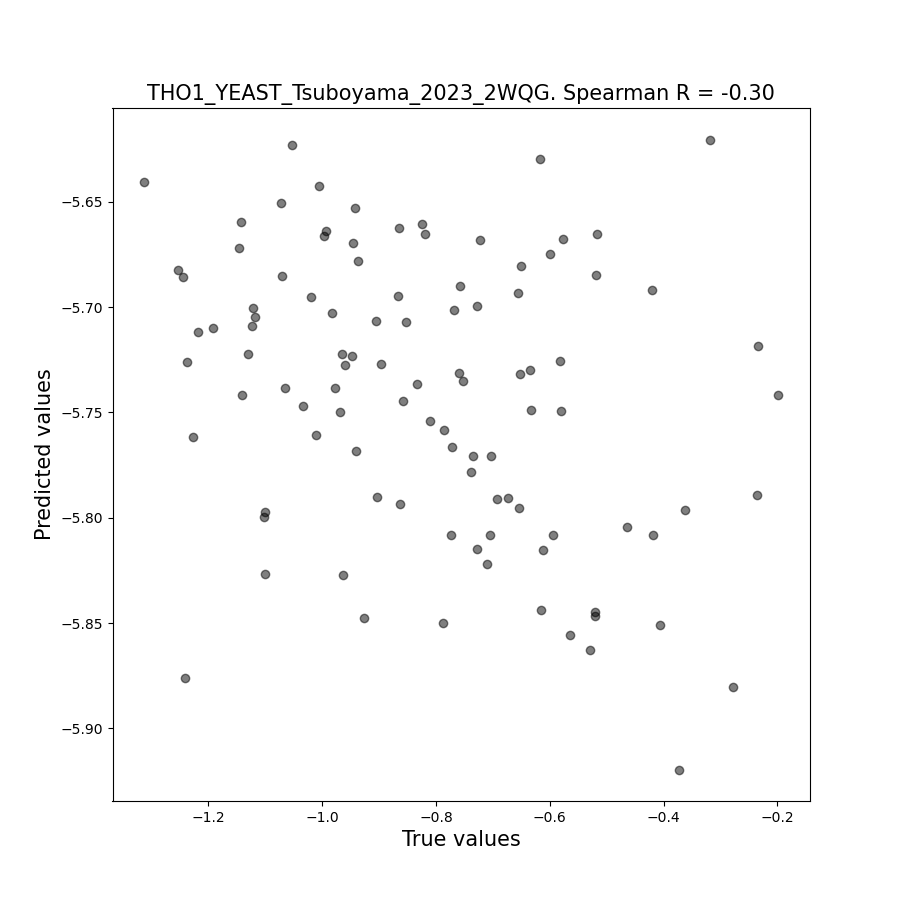 THO1_YEAST_Tsuboyama_2023_2WQG. Spearman R = -0.30
−5.65
−5.70
−5.75
−5.80
−5.85
−5.90
Predicted values
−1.2 −1.0 −0.8 −0.6 −0.4 −0.2
True values